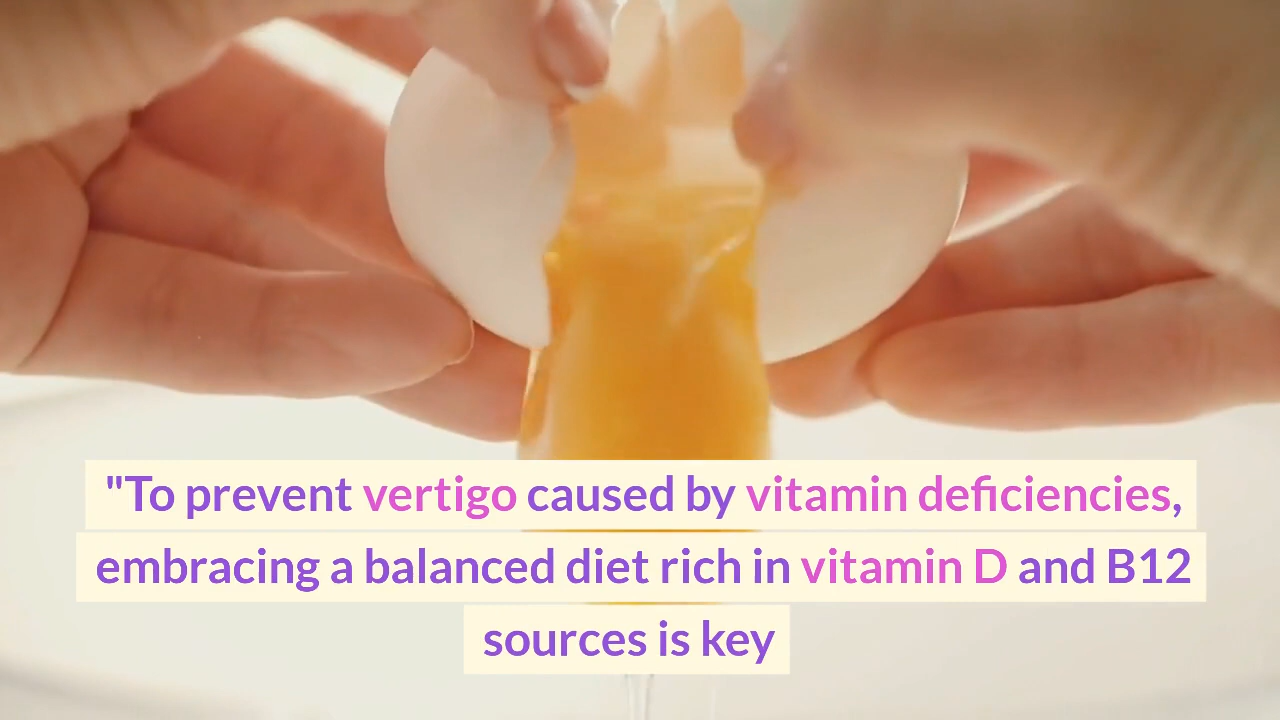 "To prevent vertigo caused by vitamin deficiencies,
embracing a balanced diet rich in vitamin D and B12
sources is key